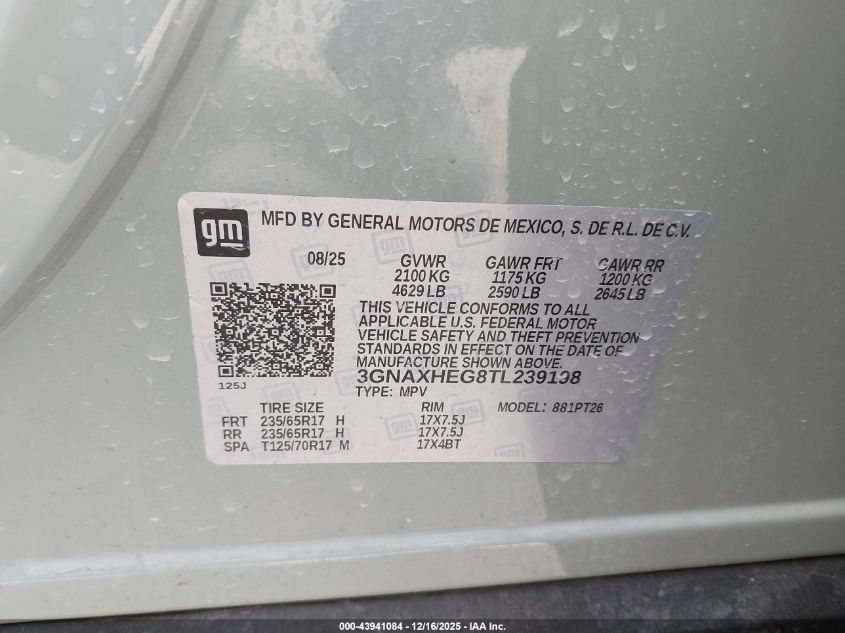 gm
MFD BY GENERAL MOTORS DE MEXICO, S. DE R.L. DE C.V.
08/25 GVWR GAWR FRT GAWR RR
2100 KG 1175 KG 1200 KG
4629 LB 2590 LB 2645 LB
THIS VEHICLE CONFORMS TO ALL
APPLICABLE U.S. FEDERAL MOTOR
VEHICLE SAFETY AND THEFT PREVENTION
STANDARDS IN EFFECT ON THE DATE OF
MANUFACTURE SHOWN ABOVE.
125J
3GNAXHEG8TL239138
TYPE: MPV MODEL: 881PT26
TIRE SIZE RIM
FRT 235/65R17 H 17X7.5J
RR 235/65R17 H 17X7.5J
SPA T125/70R17 M 17X4BT
000-43941084 - 12/16/2025 - IAA Inc.